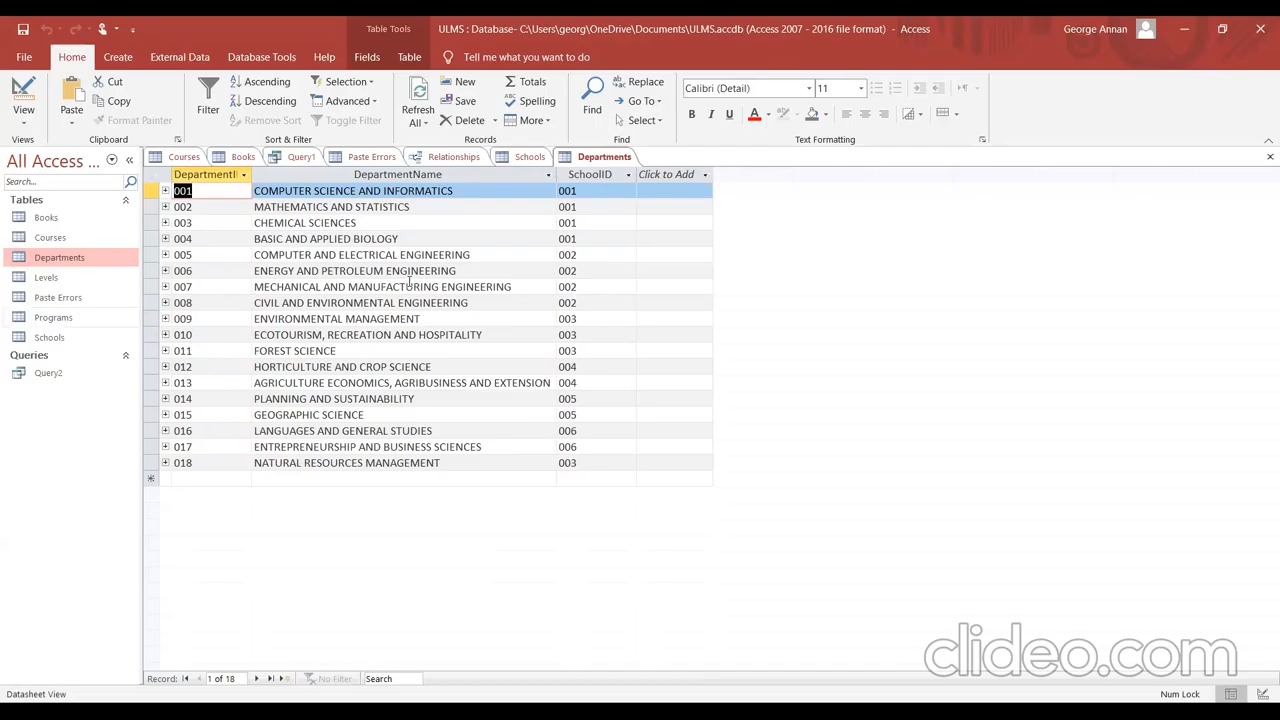 ULMS : Database- C:\Users\georg\OneDrive\Documents\ULMS.accdb (Access 2007 - 2016 file format) - Access
Table Tools
George Annan
File Home Create External Data Database Tools Help Fields Table Tell me what you want to do
View
Views
Paste
Cut
Copy
Format Painter
Clipboard
Filter
Ascending
Descending
Remove Sort
Selection
Advanced
Toggle Filter
Sort & Filter
Refresh
All
New
Save
Delete
Totals
Spelling
More
Records
Find
Replace
Go To
Select
Find
Calibri (Detail) 11
B I U A
Text Formatting
All Access ...
Search...
Tables
Books
Courses
Departments
Levels
Paste Errors
Programs
Schools
Queries
Query2
Courses Books Query1 Paste Errors Relationships Schools Departments
DepartmentI DepartmentName SchoolID Click to Add
001 COMPUTER SCIENCE AND INFORMATICS 001
002 MATHEMATICS AND STATISTICS 001
003 CHEMICAL SCIENCES 001
004 BASIC AND APPLIED BIOLOGY 001
005 COMPUTER AND ELECTRICAL ENGINEERING 002
006 ENERGY AND PETROLEUM ENGINEERING 002
007 MECHANICAL AND MANUFACTURING ENGINEERING 002
008 CIVIL AND ENVIRONMENTAL ENGINEERING 002
009 ENVIRONMENTAL MANAGEMENT 003
010 ECOTOURISM, RECREATION AND HOSPITALITY 003
011 FOREST SCIENCE 003
012 HORTICULTURE AND CROP SCIENCE 004
013 AGRICULTURE ECONOMICS, AGRIBUSINESS AND EXTENSION 004
014 PLANNING AND SUSTAINABILITY 005
015 GEOGRAPHIC SCIENCE 005
016 LANGUAGES AND GENERAL STUDIES 006
017 ENTREPRENEURSHIP AND BUSINESS SCIENCES 006
018 NATURAL RESOURCES MANAGEMENT 003
clideo.com
Record: 1 of 18 No Filter Search
Datasheet View
Num Lock